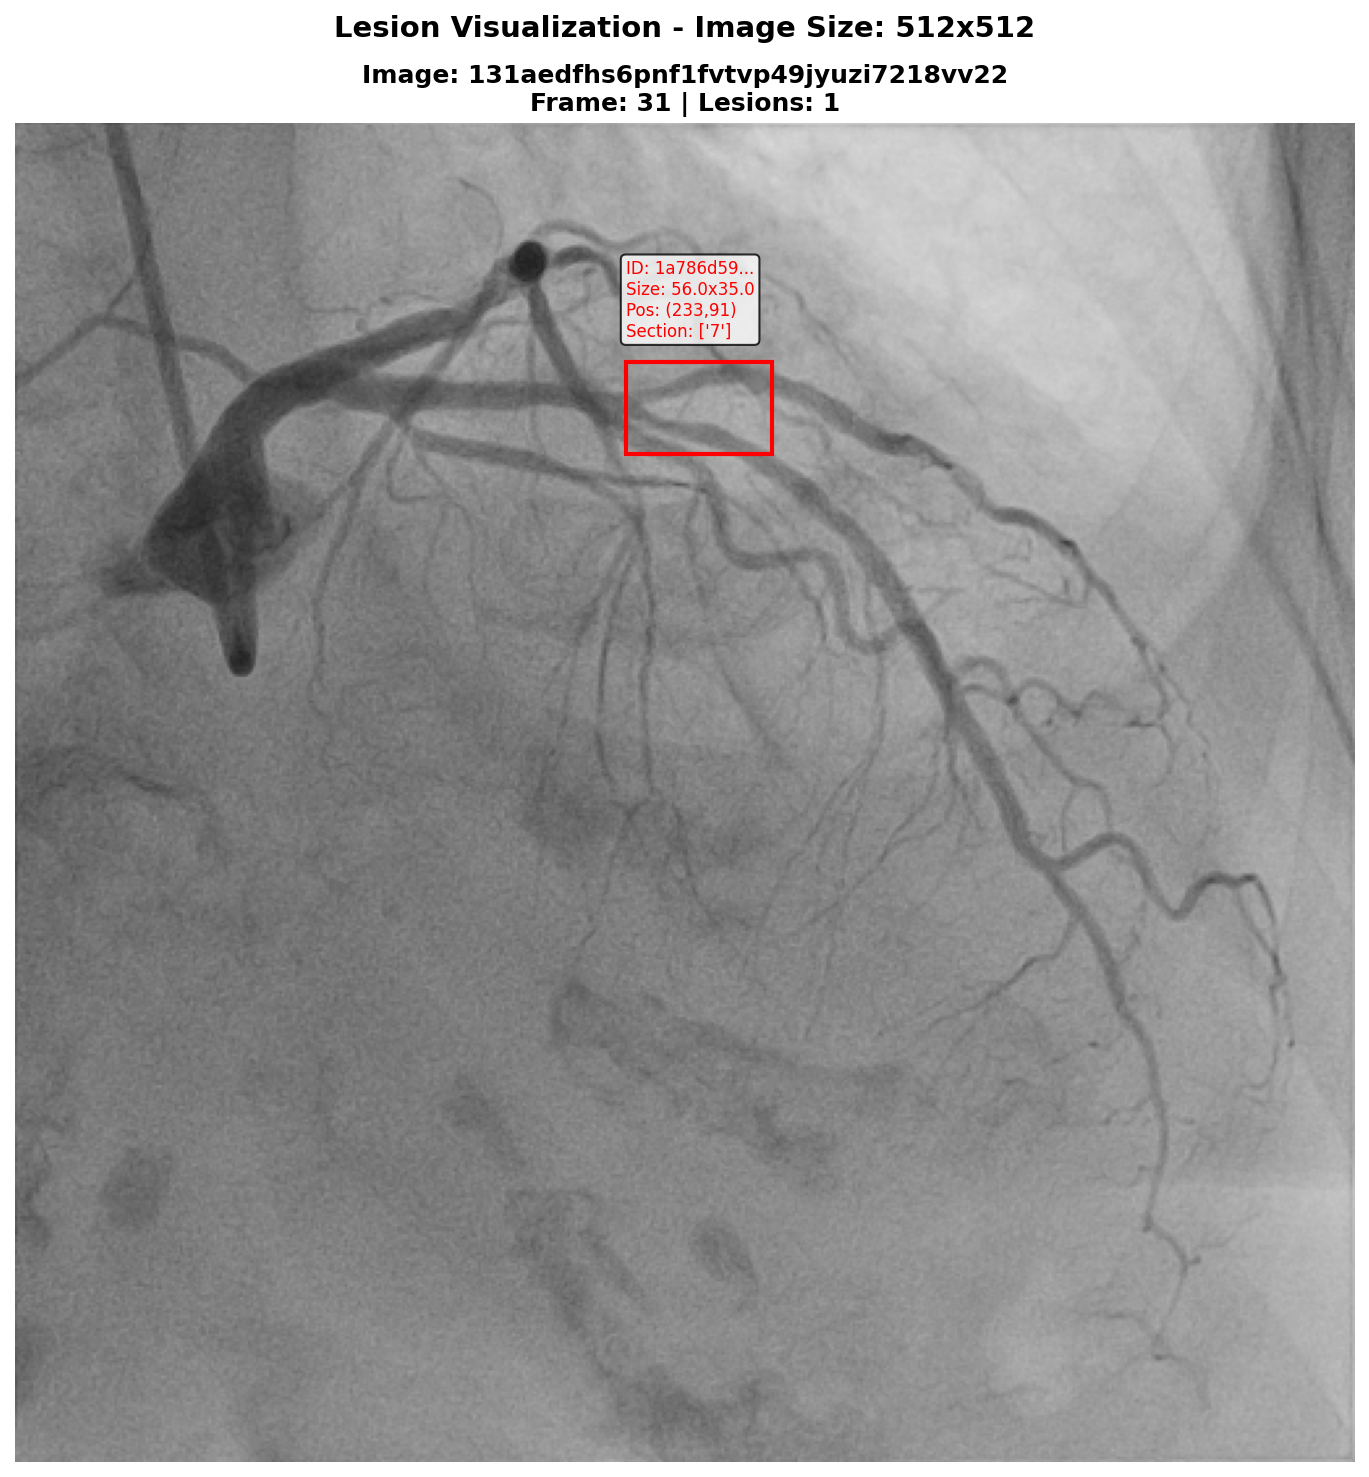 Lesion Visualization - Image Size: 512x512
Image: 131aedfhs6pnf1fvtvp49jyuzi7218vv22
Frame: 31 | Lesions: 1
ID: 1a786d59...
Size: 56.0x35.0
Pos: (233,91)
Section: ['7']